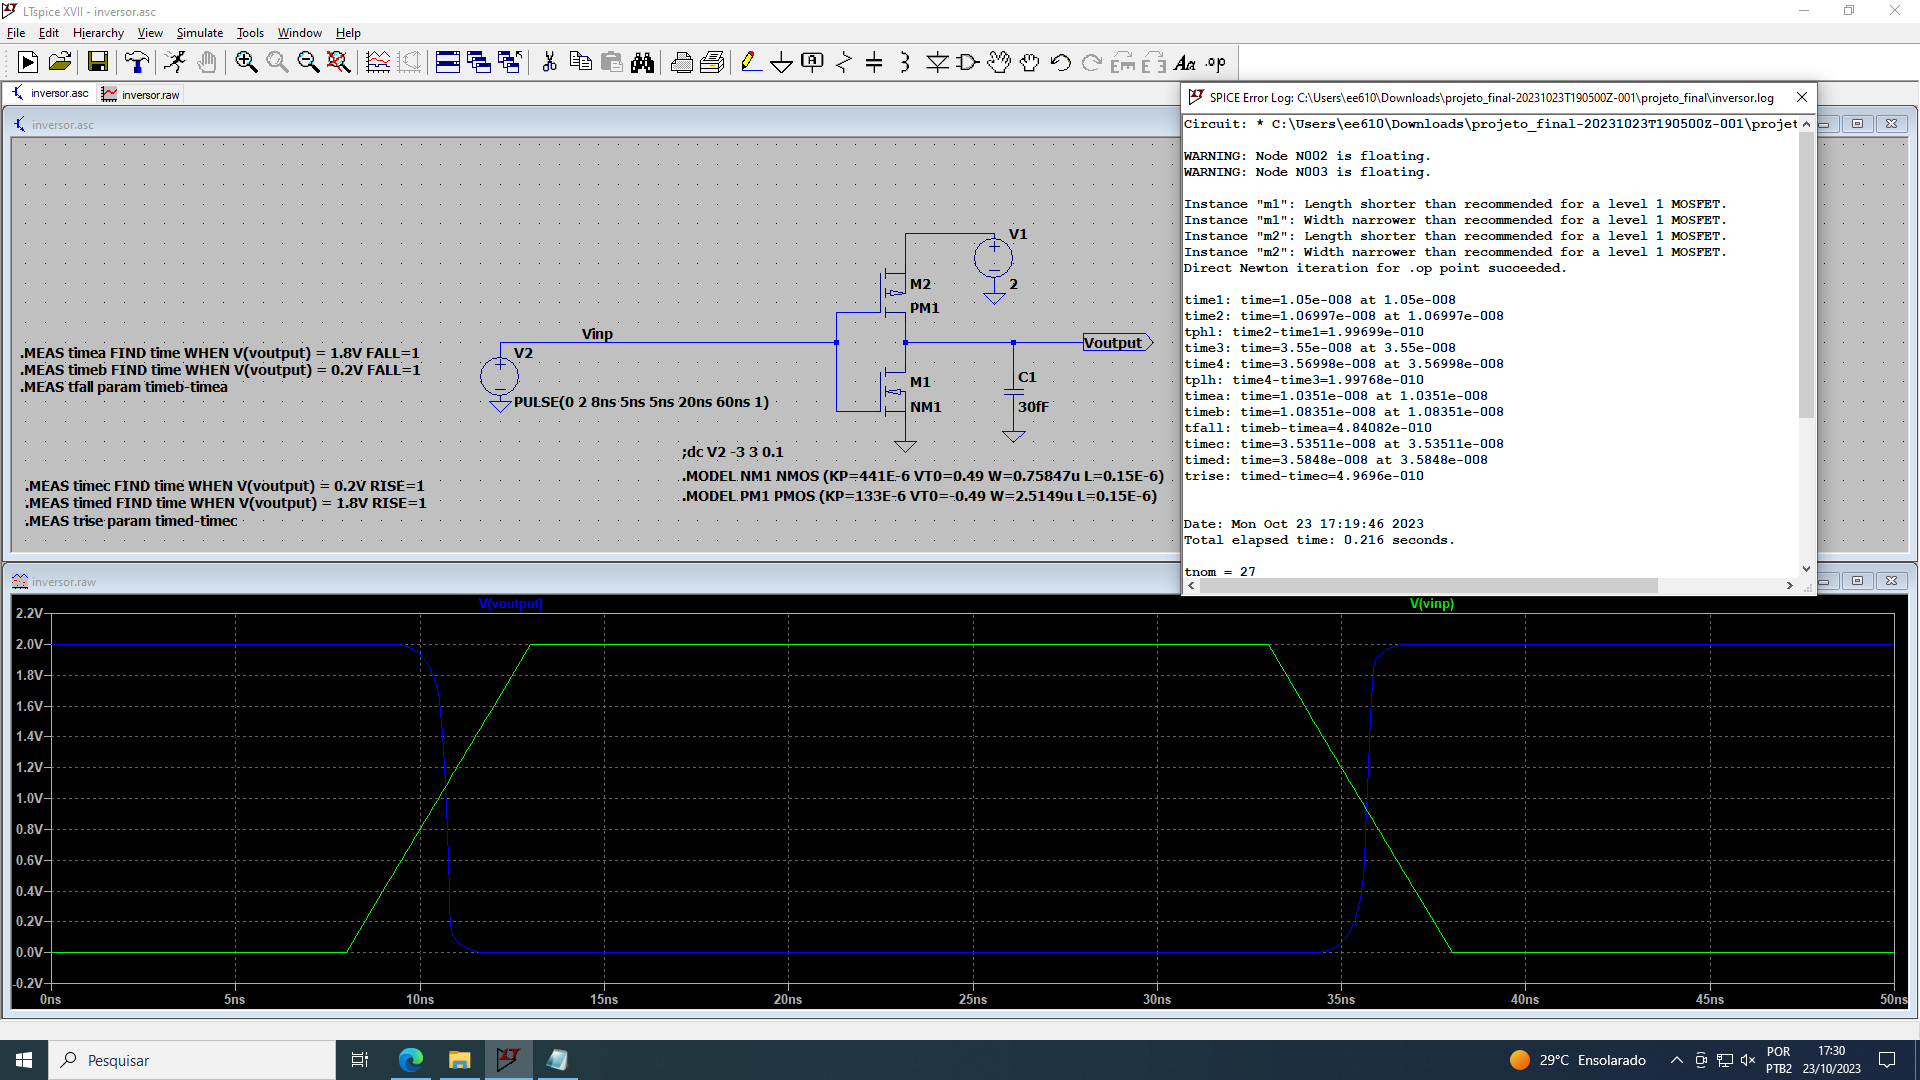 LTspice XVII - inversor.asc
File Edit Hierarchy View Simulate Tools Window Help
inversor.asc
inversor.raw
inversor.asc
.MEAS timea FIND time WHEN V(voutput) = 1.8V FALL=1
.MEAS timeb FIND time WHEN V(voutput) = 0.2V FALL=1
.MEAS tfall param timeb-timea
.MEAS timec FIND time WHEN V(voutput) = 0.2V RISE=1
.MEAS timed FIND time WHEN V(voutput) = 1.8V RISE=1
.MEAS trise param timed-timec
Vinp
V2
PULSE(0 2 8ns 5ns 5ns 20ns 60ns 1)
V1
2
M2
PM1
M1
NM1
C1
30fF
Voutput
;dc V2 -3 3 0.1
.MODEL NM1 NMOS (KP=441E-6 VT0=0.49 W=0.75847u L=0.15E-6)
.MODEL PM1 PMOS (KP=133E-6 VT0=-0.49 W=2.5149u L=0.15E-6)
SPICE Error Log: C:\Users\ee610\Downloads\projeto_final-20231023T190500Z-001\projeto_final\inversor.log
Circuit: * C:\Users\ee610\Downloads\projeto_final-20231023T190500Z-001\projet
WARNING: Node N002 is floating.
WARNING: Node N003 is floating.
Instance "m1": Length shorter than recommended for a level 1 MOSFET.
Instance "m1": Width narrower than recommended for a level 1 MOSFET.
Instance "m2": Length shorter than recommended for a level 1 MOSFET.
Instance "m2": Width narrower than recommended for a level 1 MOSFET.
Direct Newton iteration for .op point succeeded.
time1: time=1.05e-008 at 1.05e-008
time2: time=1.06997e-008 at 1.06997e-008
tphl: time2-time1=1.99699e-010
time3: time=3.55e-008 at 3.55e-008
time4: time=3.56998e-008 at 3.56998e-008
tplh: time4-time3=1.99768e-010
timea: time=1.0351e-008 at 1.0351e-008
timeb: time=1.08351e-008 at 1.08351e-008
tfall: timeb-timea=4.84082e-010
timec: time=3.53511e-008 at 3.53511e-008
timed: time=3.5848e-008 at 3.5848e-008
trise: timed-timec=4.9696e-010
Date: Mon Oct 23 17:19:46 2023
Total elapsed time: 0.216 seconds.
tnom = 27
inversor.raw
V(voutput) V(vinp)
2.2V
2.0V
1.8V
1.6V
1.4V
1.2V
1.0V
0.8V
0.6V
0.4V
0.2V
0.0V
-0.2V
0ns 5ns 10ns 15ns 20ns 25ns 30ns 35ns 40ns 45ns 50ns
Pesquisar
29°C Ensolarado
POR
PTB2
17:30
23/10/2023